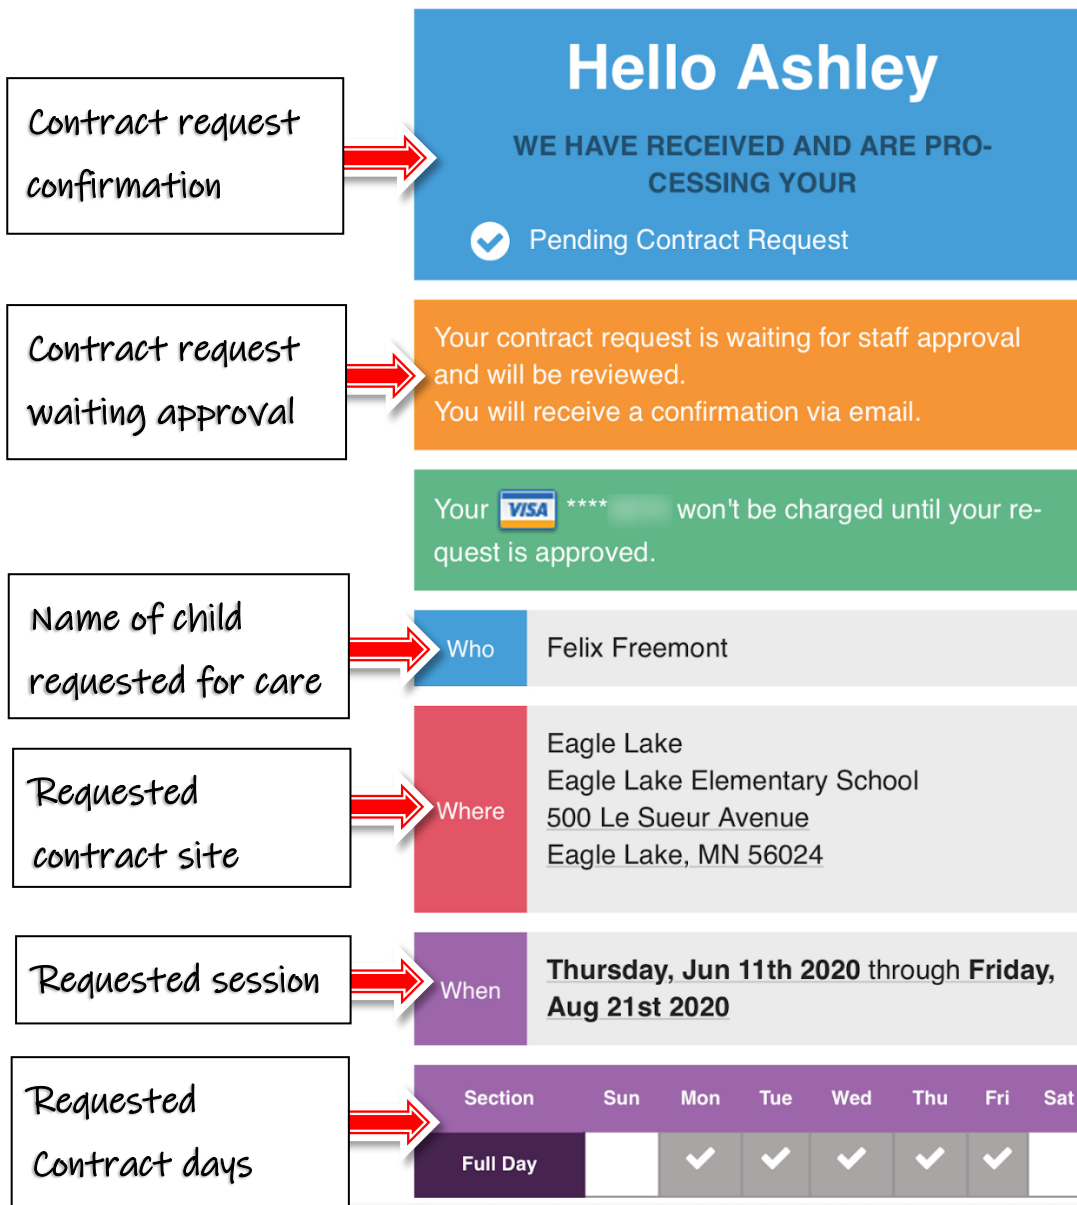 Hello Ashley
Contract request
confirmation
WE HAVE RECEIVED AND ARE PRO-
CESSING YOUR
Pending Contract Request
Contract request
waiting approval
Your contract request is waiting for staff approval
and will be reviewed.
You will receive a confirmation via email.
Your VISA **** won't be charged until your re-
quest is approved.
Name of child
requested for care
Who Felix Freemont
Requested
contract site
Where
Eagle Lake
Eagle Lake Elementary School
500 Le Sueur Avenue
Eagle Lake, MN 56024
Requested session
When
Thursday, Jun 11th 2020 through Friday,
Aug 21st 2020
Requested
Contract days
Section Sun Mon Tue Wed Thu Fri Sat
Full Day